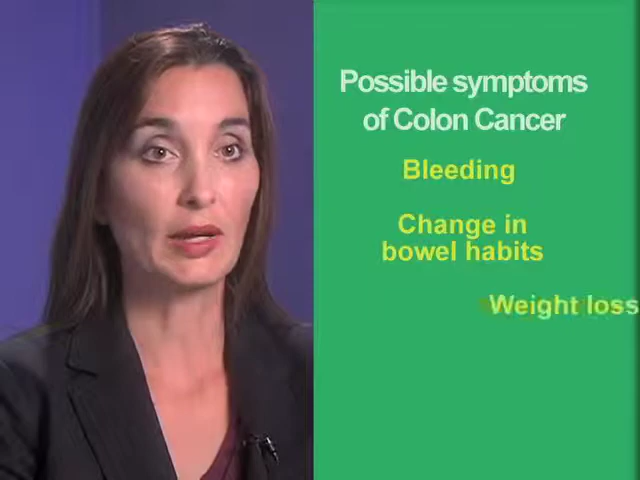 Possible symptoms
of Colon Cancer
Bleeding
Change in
bowel habits
Weight loss